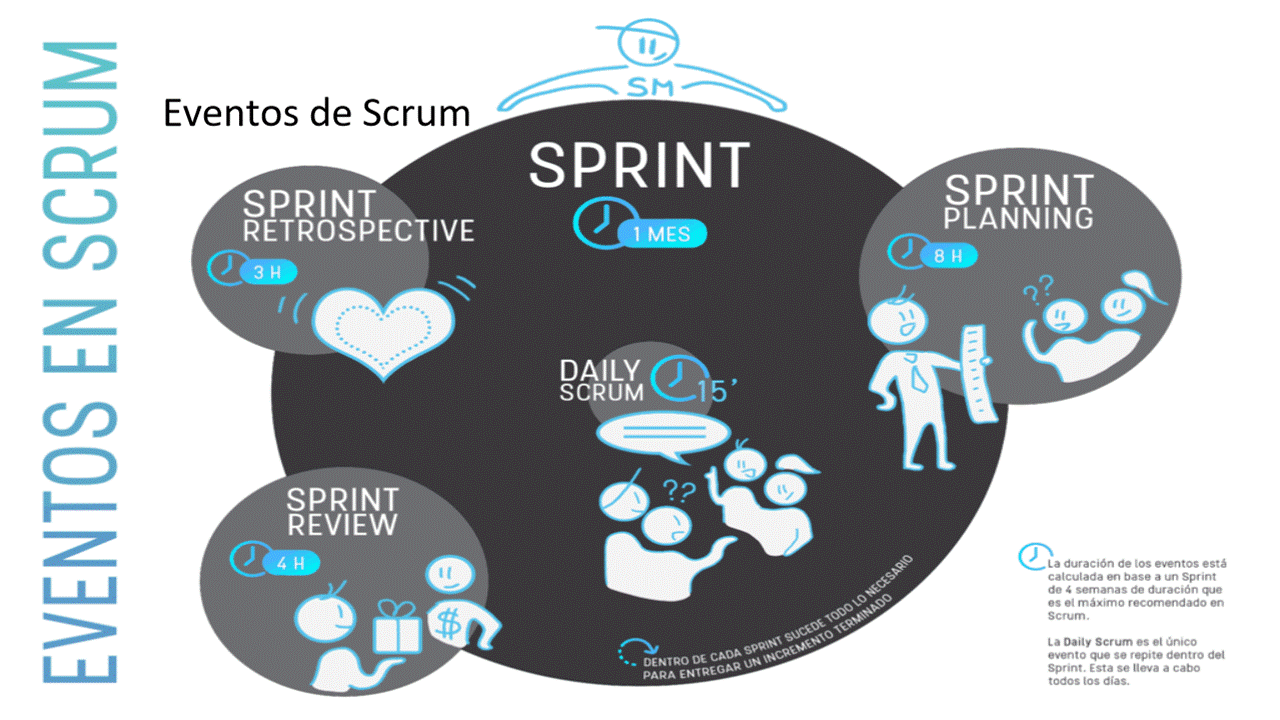 EVENTOS EN SCRUM
Eventos de Scrum
SM
SPRINT
1 MES
SPRINT
RETROSPECTIVE
3 H
SPRINT
PLANNING
8 H
??
DAILY
SCRUM
15'
??
SPRINT
REVIEW
4 H
$
DENTRO DE CADA SPRINT SUCEDE TODO LO NECESARIO
PARA ENTREGAR UN INCREMENTO TERMINADO
La duración de los eventos está
calculada en base a un Sprint
de 4 semanas de duración que
es el máximo recomendado en
Scrum.
La Daily Scrum es el único
evento que se repite dentro del
Sprint. Esta se lleva a cabo
todos los días.